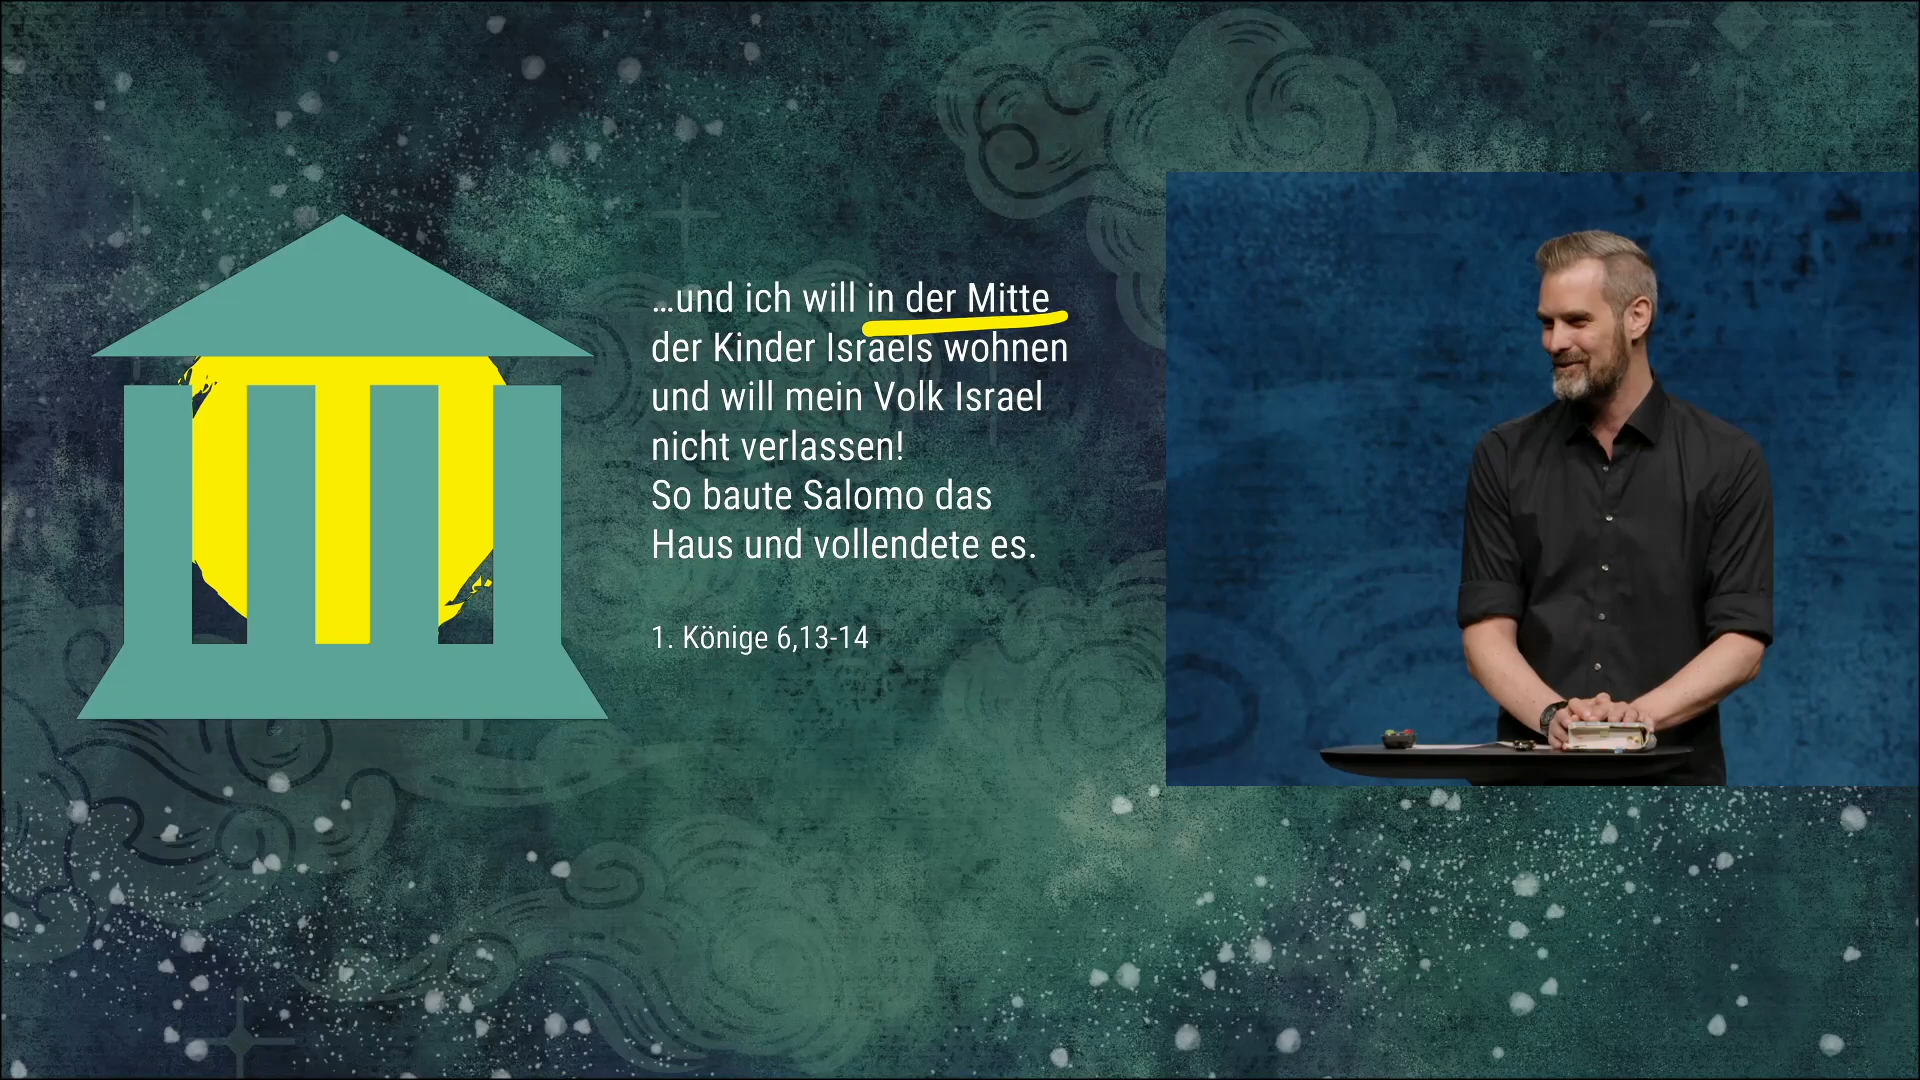 …und ich will in der Mitte
der Kinder Israels wohnen
und will mein Volk Israel
nicht verlassen!
So baute Salomo das
Haus und vollendete es.
1. Könige 6,13-14